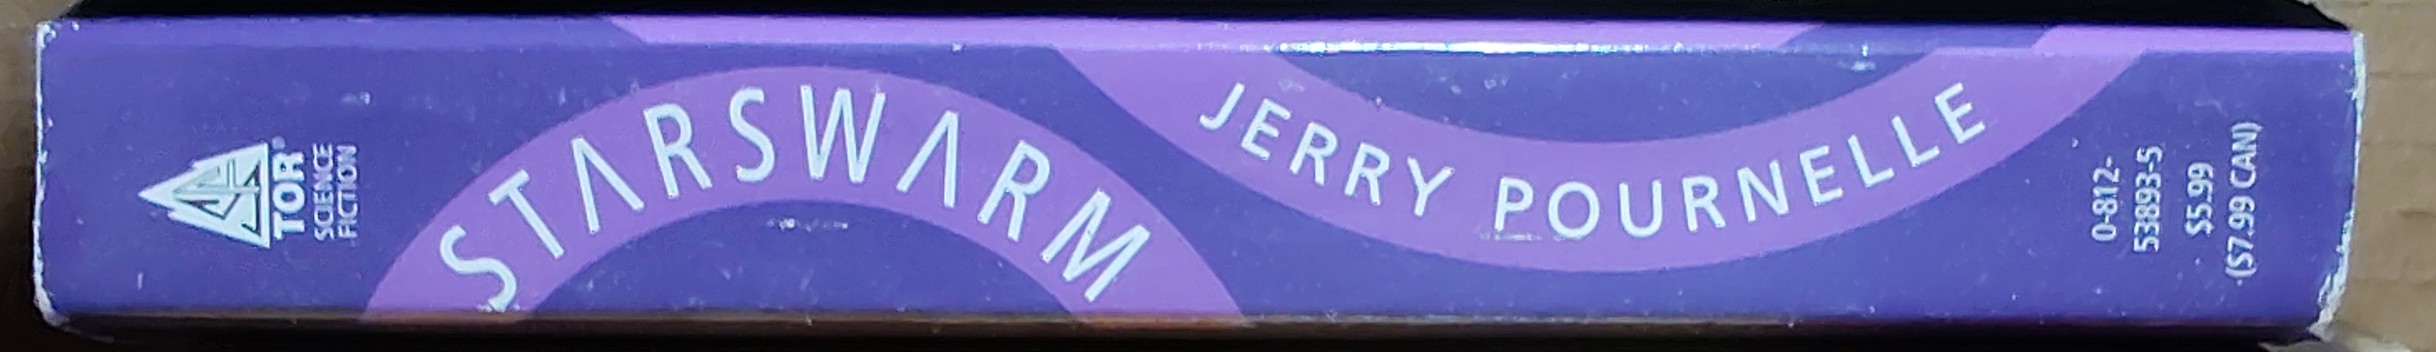 TOR®
SCIENCE
FICTION
STARSWARM
JERRY POURNELLE
0-812-
53893-5
$5.99
($7.99 CAN)